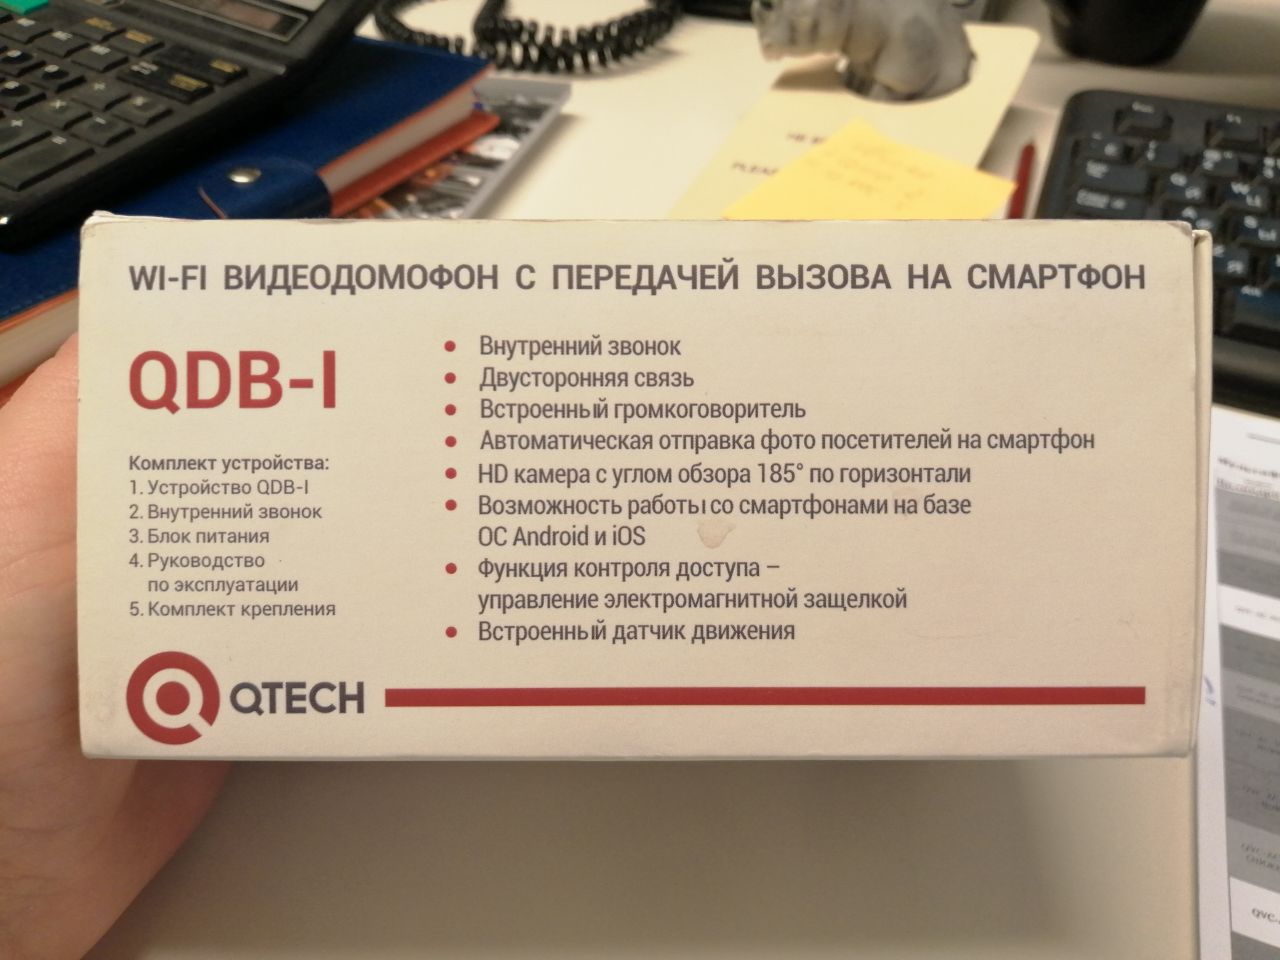 WI-FI ВИДЕОДОМОФОН С ПЕРЕДАЧЕЙ ВЫЗОВА НА СМАРТФОН
QDB-I
Комплект устройства:
1. Устройство QDB-I
2. Внутренний звонок
3. Блок питания
4. Руководство
по эксплуатации
5. Комплект крепления
• Внутренний звонок
• Двусторонняя связь
• Встроенный громкоговоритель
• Автоматическая отправка фото посетителей на смартфон
• HD камера с углом обзора 185° по горизонтали
• Возможность работы со смартфонами на базе
ОС Android и iOS
• Функция контроля доступа –
управление электромагнитной защелкой
• Встроенный датчик движения
QTECH